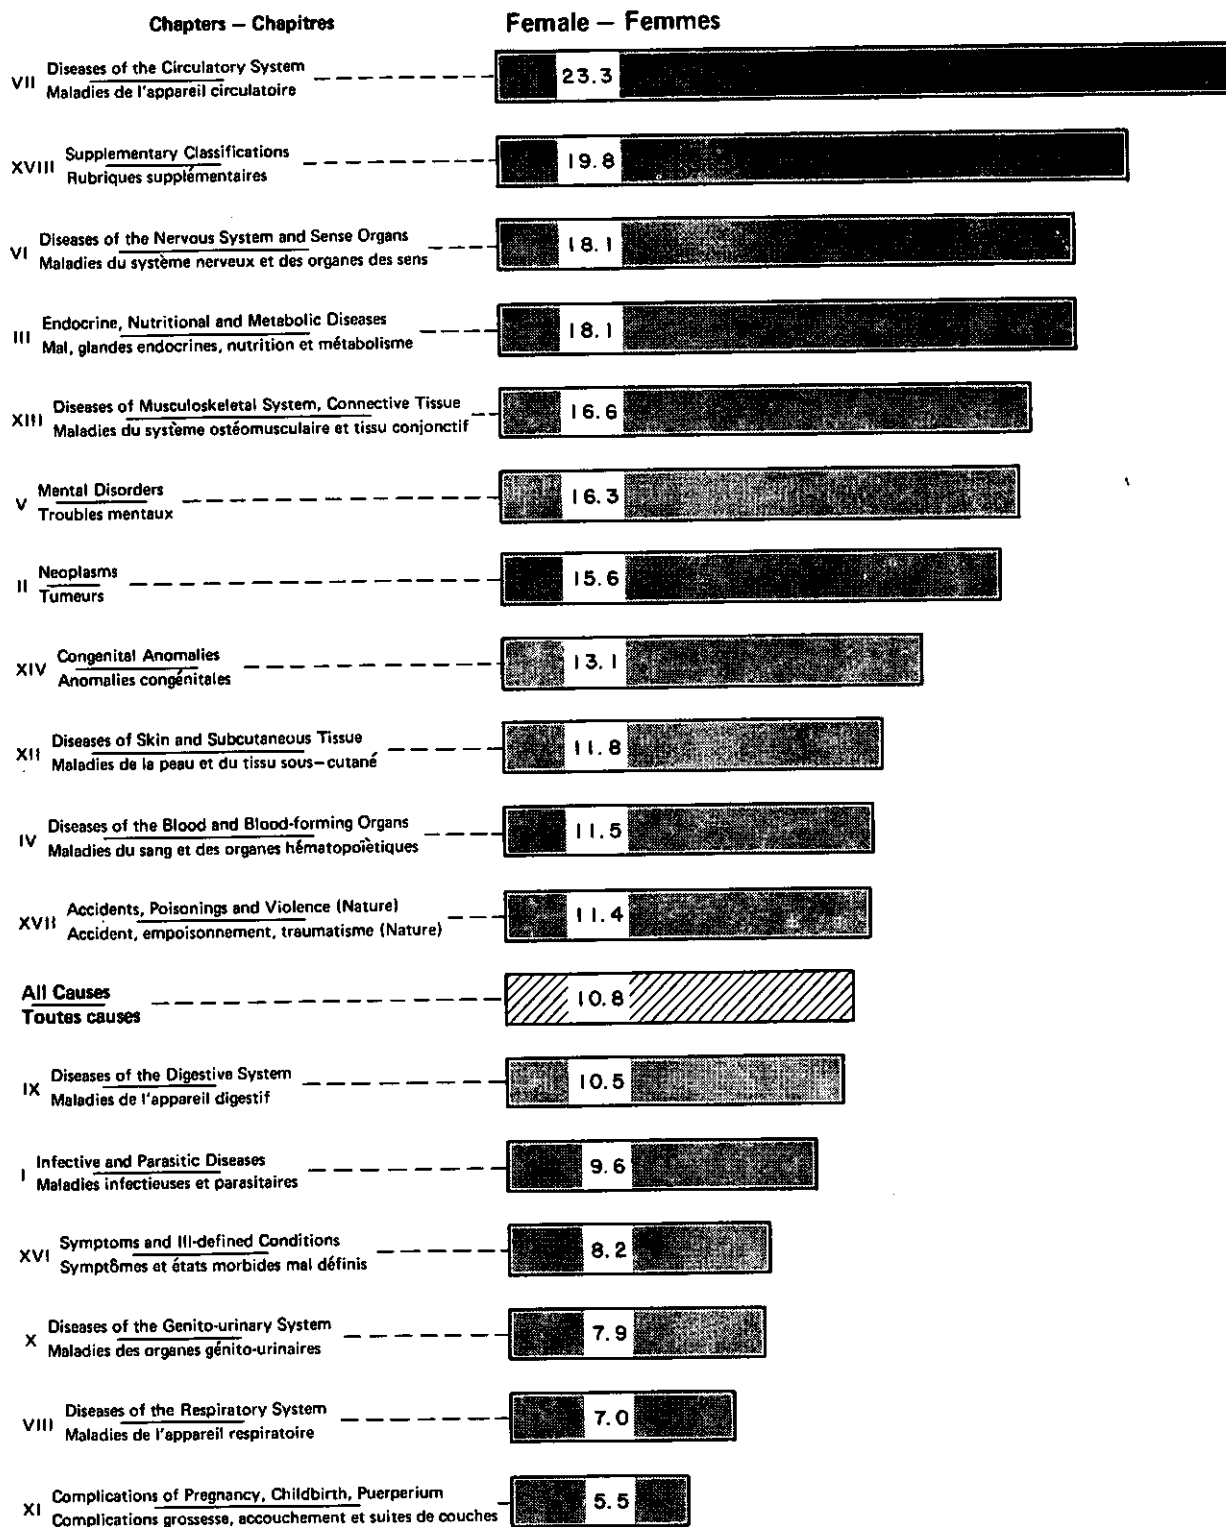 Chapters — Chapitres
Female — Femmes
VII Diseases of the Circulatory System
Maladies de l'appareil circulatoire
23.3
XVIII Supplementary Classifications
Rubriques supplémentaires
19.8
VI Diseases of the Nervous System and Sense Organs
Maladies du système nerveux et des organes des sens
18.1
III Endocrine, Nutritional and Metabolic Diseases
Mal, glandes endocrines, nutrition et métabolisme
18.1
XIII Diseases of Musculoskeletal System, Connective Tissue
Maladies du système ostéomusculaire et tissu conjonctif
16.6
V Mental Disorders
Troubles mentaux
16.3
II Neoplasms
Tumeurs
15.6
XIV Congenital Anomalies
Anomalies congénitales
13.1
XII Diseases of Skin and Subcutaneous Tissue
Maladies de la peau et du tissu sous-cutané
11.8
IV Diseases of the Blood and Blood-forming Organs
Maladies du sang et des organes hématopoïètiques
11.5
XVII Accidents, Poisonings and Violence (Nature)
Accident, empoisonnement, traumatisme (Nature)
11.4
All Causes
Toutes causes
10.8
IX Diseases of the Digestive System
Maladies de l'appareil digestif
10.5
I Infective and Parasitic Diseases
Maladies infectieuses et parasitaires
9.6
XVI Symptoms and Ill-defined Conditions
Symptômes et états morbides mal définis
8.2
X Diseases of the Genito-urinary System
Maladies des organes génito-urinaires
7.9
VIII Diseases of the Respiratory System
Maladies de l'appareil respiratoire
7.0
XI Complications of Pregnancy, Childbirth, Puerperium
Complications grossesse, accouchement et suites de couches
5.5